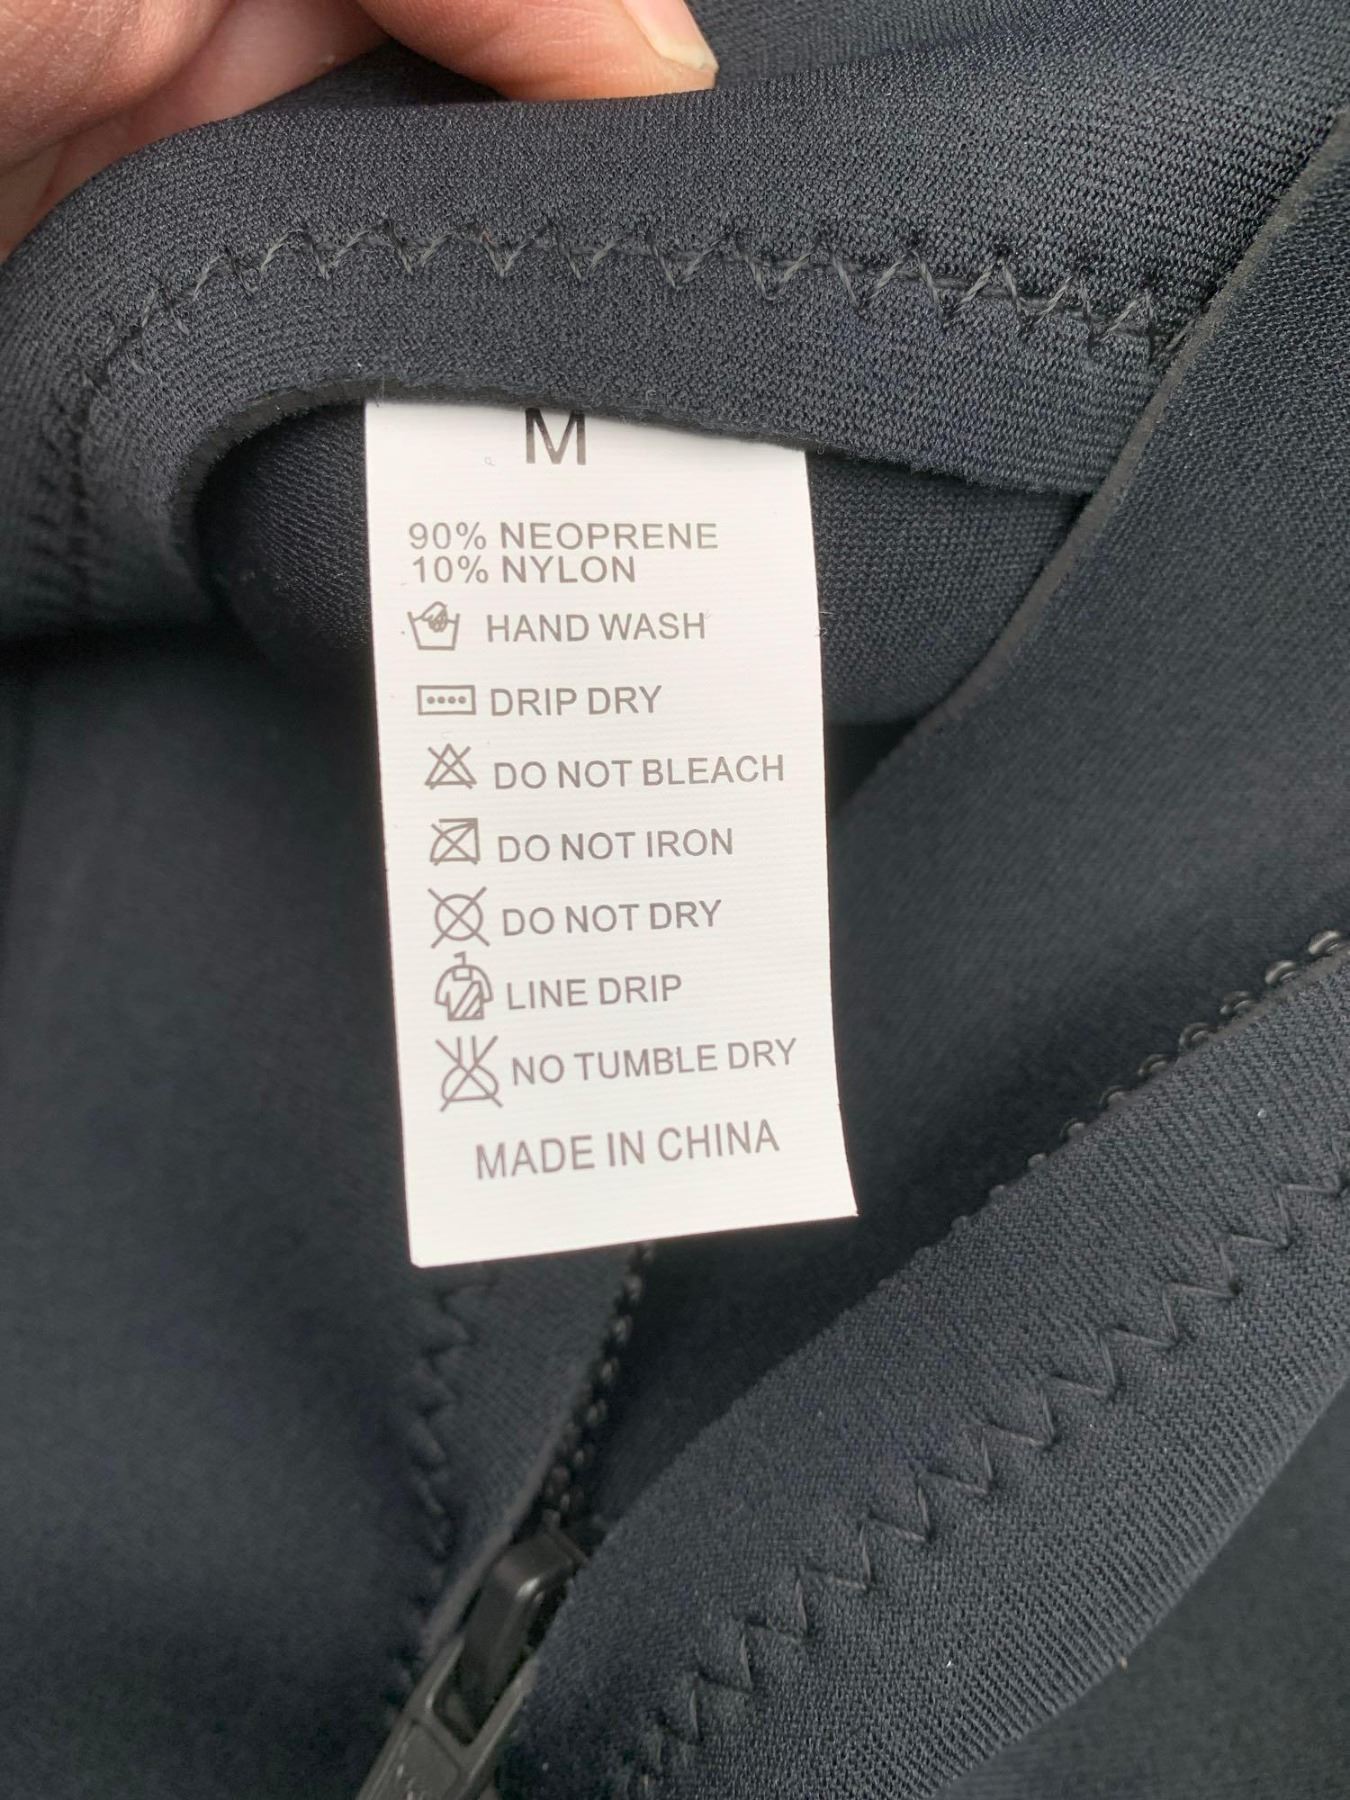 M
90% NEOPRENE
10% NYLON
HAND WASH
DRIP DRY
DO NOT BLEACH
DO NOT IRON
DO NOT DRY
LINE DRIP
NO TUMBLE DRY
MADE IN CHINA